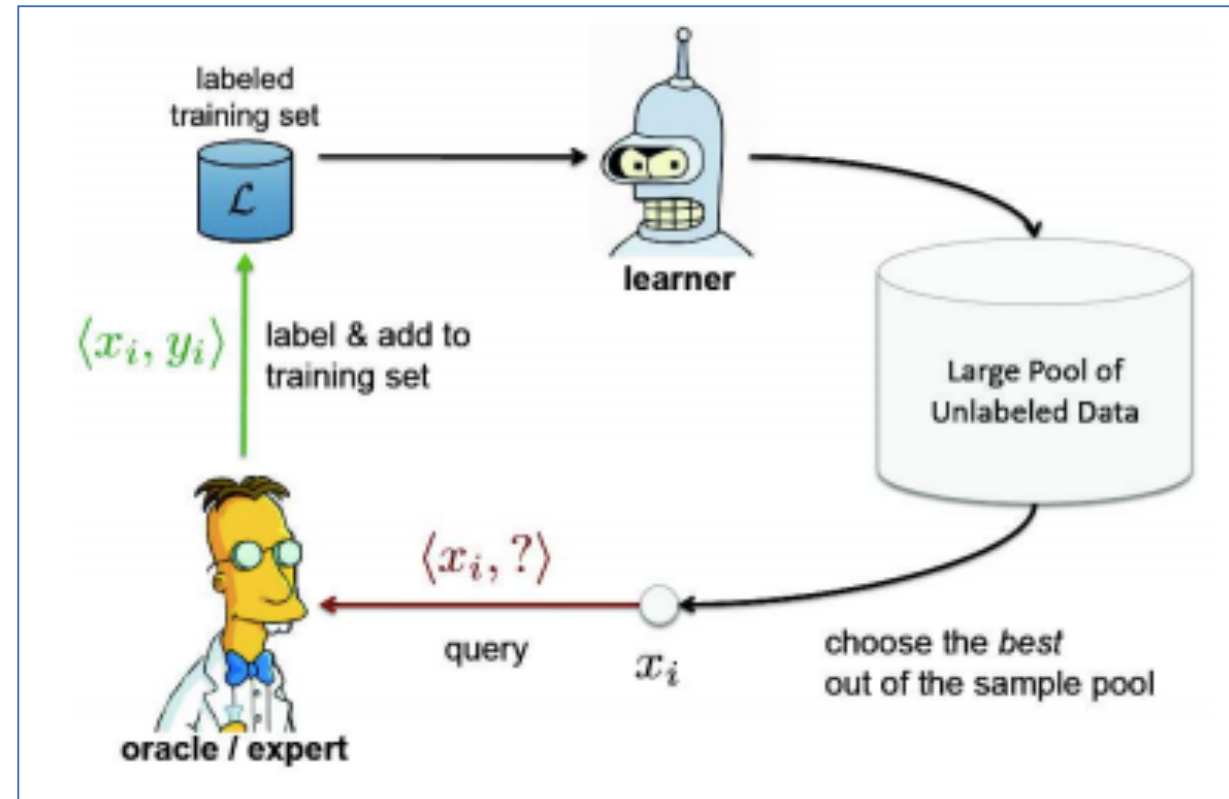 labeled
training set
ℒ
learner
⟨xᵢ, yᵢ⟩
label & add to
training set
Large Pool of
Unlabeled Data
⟨xᵢ, ?⟩
query
xᵢ
choose the best
out of the sample pool
oracle / expert